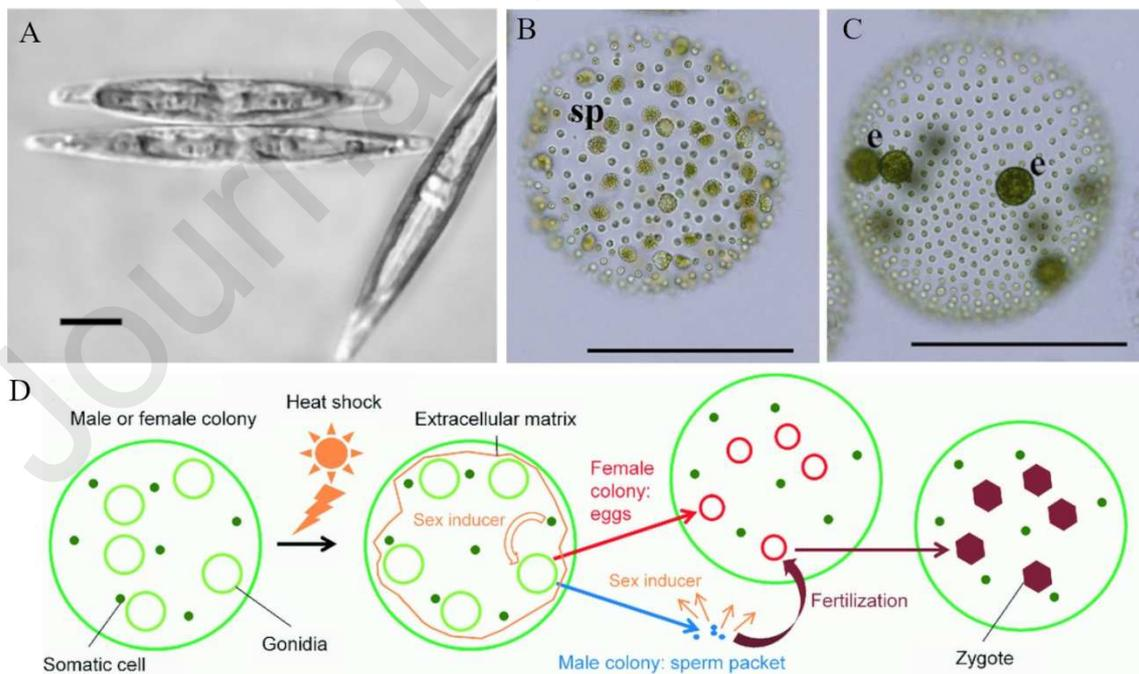 Journal
A
B
C
sp
e
e
D
Male or female colony
Heat shock
Extracellular matrix
Sex inducer
Somatic cell
Gonidia
Female
colony:
eggs
Sex inducer
Male colony: sperm packet
Fertilization
Zygote